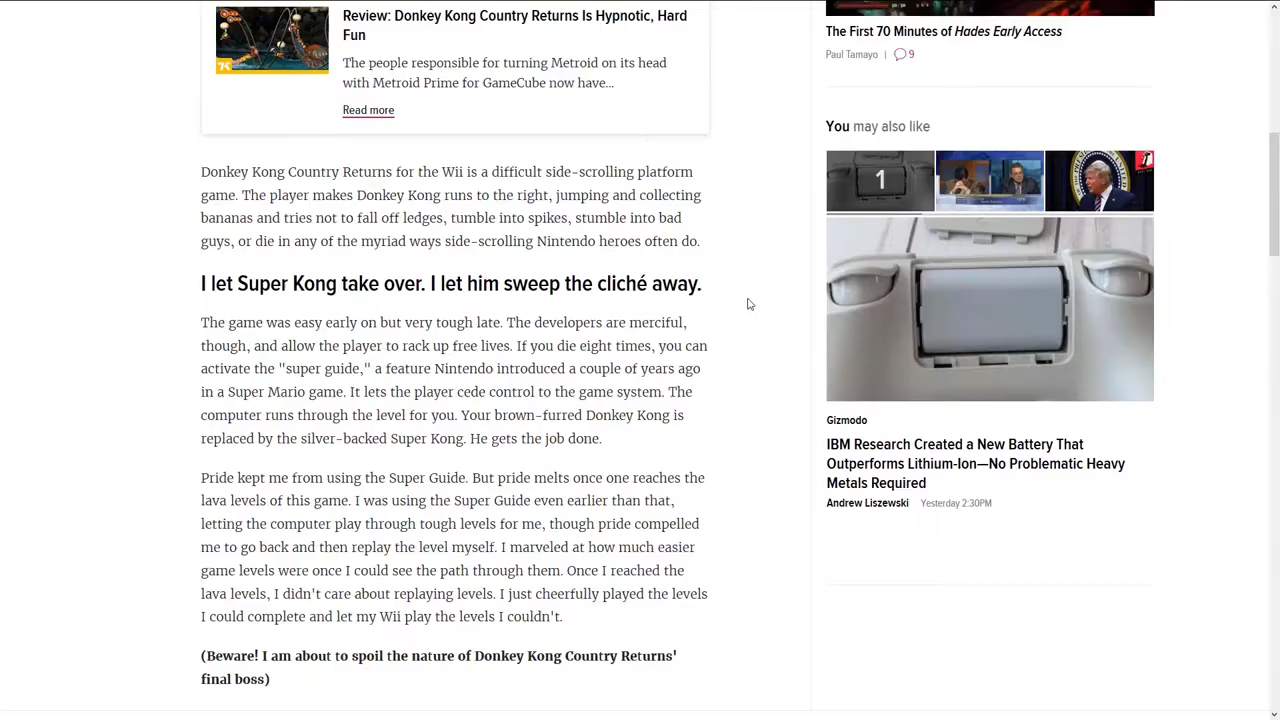 Review: Donkey Kong Country Returns Is Hypnotic, Hard
Fun
The people responsible for turning Metroid on its head
with Metroid Prime for GameCube now have...
Read more
Donkey Kong Country Returns for the Wii is a difficult side-scrolling platform
game. The player makes Donkey Kong runs to the right, jumping and collecting
bananas and tries not to fall off ledges, tumble into spikes, stumble into bad
guys, or die in any of the myriad ways side-scrolling Nintendo heroes often do.
I let Super Kong take over. I let him sweep the cliché away.
The game was easy early on but very tough late. The developers are merciful,
though, and allow the player to rack up free lives. If you die eight times, you can
activate the "super guide," a feature Nintendo introduced a couple of years ago
in a Super Mario game. It lets the player cede control to the game system. The
computer runs through the level for you. Your brown-furred Donkey Kong is
replaced by the silver-backed Super Kong. He gets the job done.
Pride kept me from using the Super Guide. But pride melts once one reaches the
lava levels of this game. I was using the Super Guide even earlier than that,
letting the computer play through tough levels for me, though pride compelled
me to go back and then replay the level myself. I marveled at how much easier
game levels were once I could see the path through them. Once I reached the
lava levels, I didn't care about replaying levels. I just cheerfully played the levels
I could complete and let my Wii play the levels I couldn't.
(Beware! I am about to spoil the nature of Donkey Kong Country Returns'
final boss)
The First 70 Minutes of Hades Early Access
Paul Tamayo | 9
You may also like
1
Gizmodo
IBM Research Created a New Battery That
Outperforms Lithium-Ion—No Problematic Heavy
Metals Required
Andrew Liszewski Yesterday 2:30PM